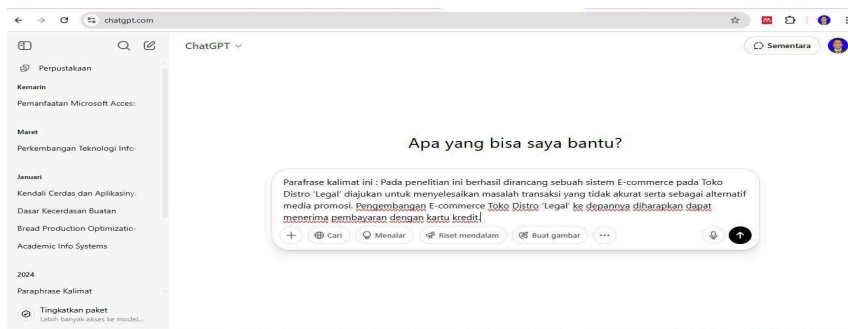 chatgpt.com
ChatGPT
Sementara
Perpustakaan
Kemarin
Pemanfaatan Microsoft Access
Maret
Perkembangan Teknologi Infor
Januari
Kendali Cerdas dan Aplikasiny
Dasar Kecerdasan Buatan
Bread Production Optimization
Academic Info Systems
2024
Paraphrase Kalimat
Tingkatkan paket
Lebih banyak akses ke model...
Apa yang bisa saya bantu?
Parafrase kalimat ini : Pada penelitian ini berhasil dirancang sebuah sistem E-commerce pada Toko
Distro 'Legal' diajukan untuk menyelesaikan masalah transaksi yang tidak akurat serta sebagai alternatif
media promosi. Pengembangan E-commerce Toko Distro 'Legal' ke depannya diharapkan dapat
menerima pembayaran dengan kartu kredit.
Cari
Menalar
Riset mendalam
Buat gambar